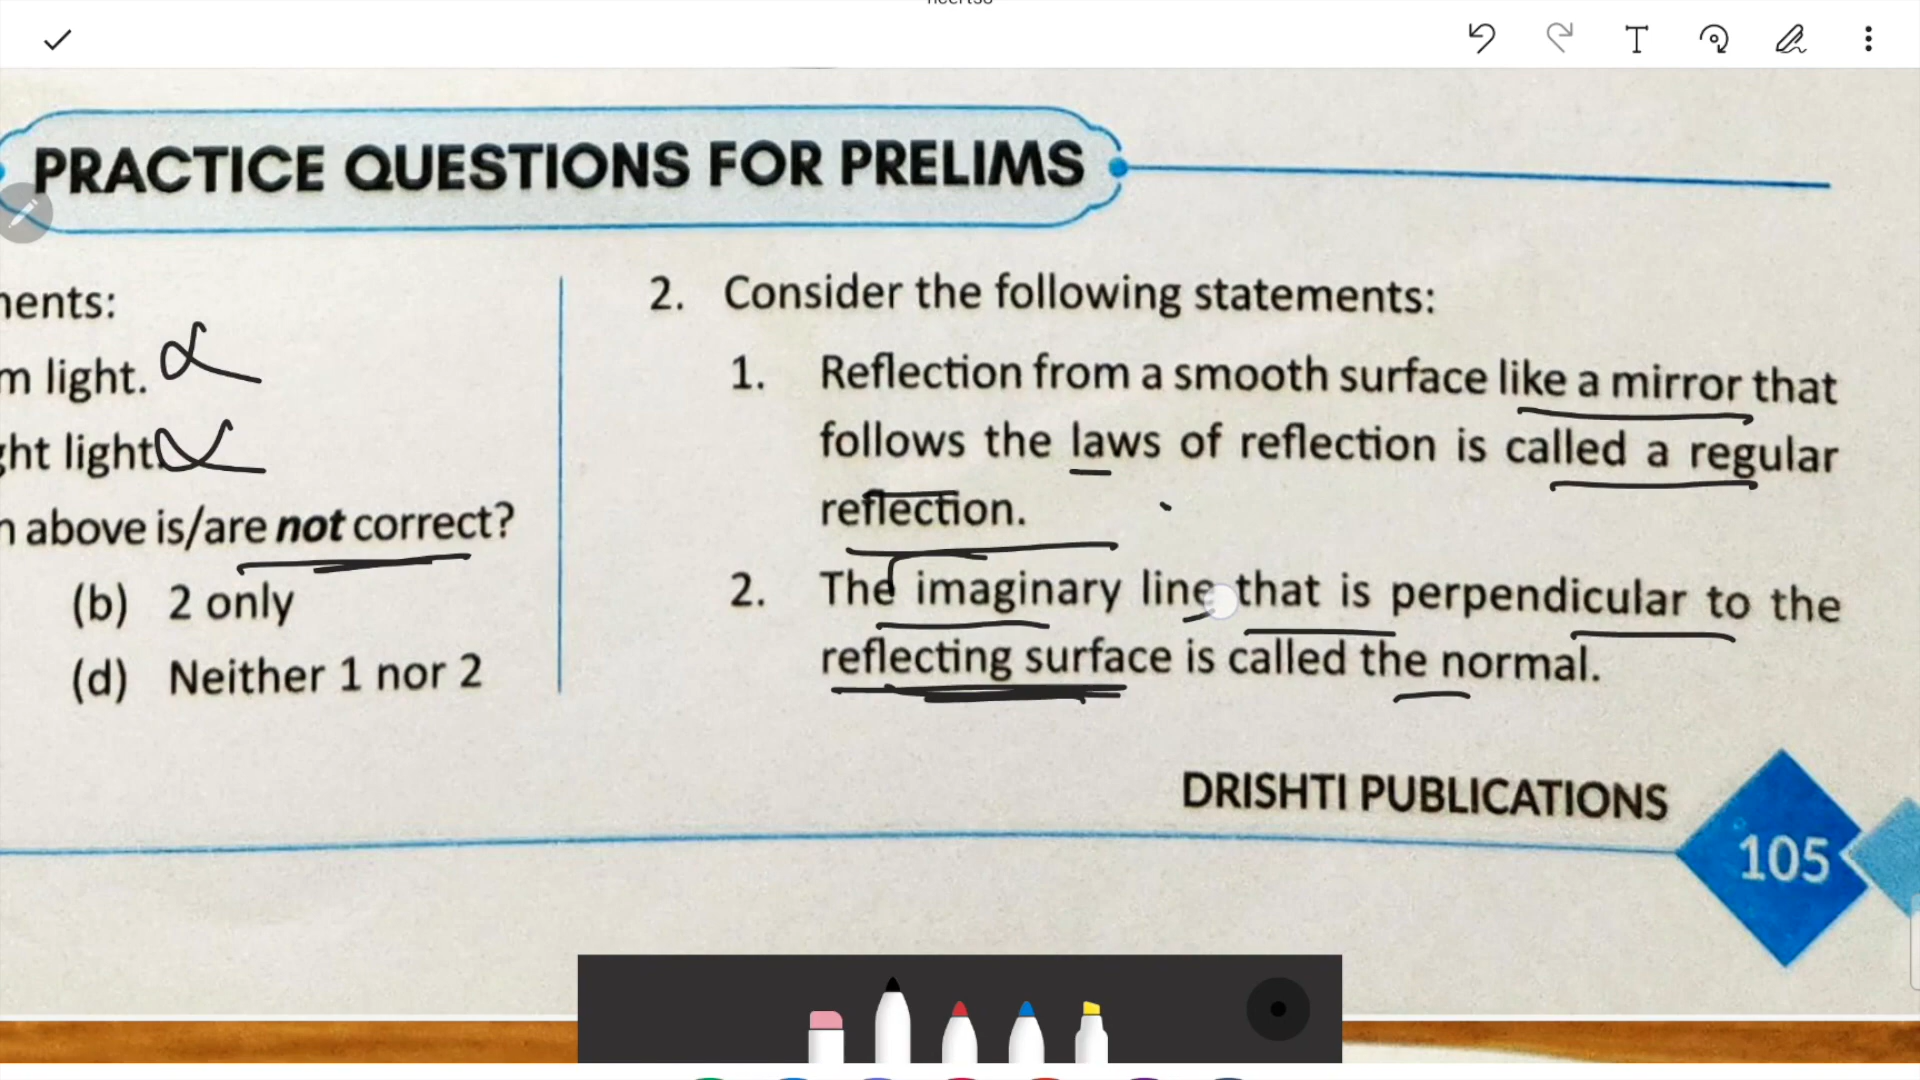 PRACTICE QUESTIONS FOR PRELIMS
light.
light
above is/are not correct?
(b) 2 only
(d) Neither 1 nor 2
2. Consider the following statements:
1. Reflection from a smooth surface like a mirror that
follows the laws of reflection is called a regular
reflection.
2. The imaginary line that is perpendicular to the
reflecting surface is called the normal.
DRISHTI PUBLICATIONS
105